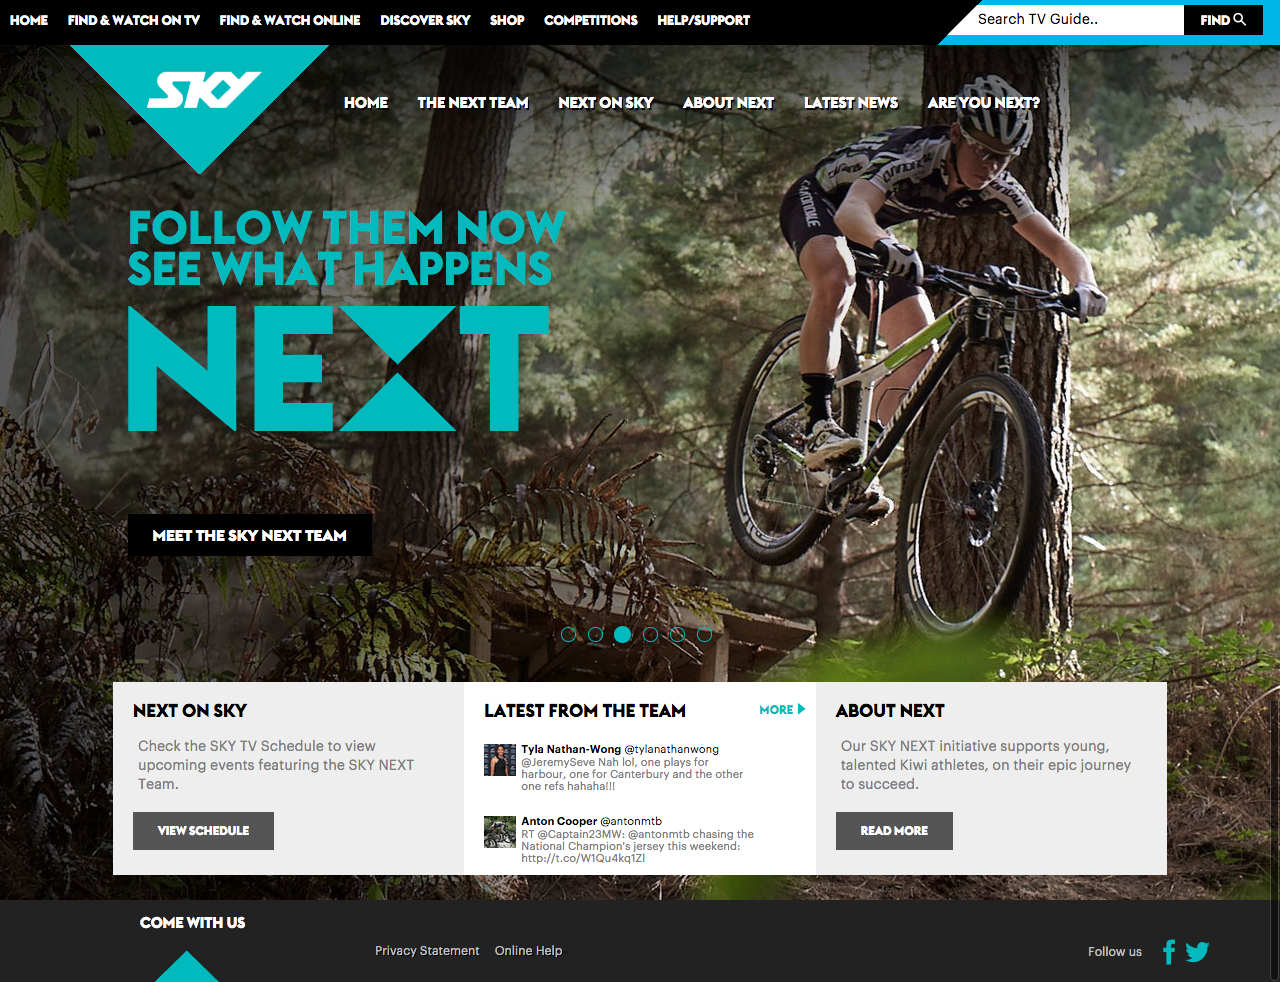 HOME FIND & WATCH ON TV FIND & WATCH ONLINE DISCOVER SKY SHOP COMPETITIONS HELP/SUPPORT
Search TV Guide..
FIND
SKY
HOME THE NEXT TEAM NEXT ON SKY ABOUT NEXT LATEST NEWS ARE YOU NEXT?
FOLLOW THEM NOW
SEE WHAT HAPPENS
NEXT
MEET THE SKY NEXT TEAM
CANNONDALE
NEXT ON SKY
Check the SKY TV Schedule to view
upcoming events featuring the SKY NEXT
Team.
VIEW SCHEDULE
LATEST FROM THE TEAM
MORE
Tyla Nathan-Wong @tylanathanwong
@JeremySeve Nah lol, one plays for
harbour, one for Canterbury and the other
one refs hahaha!!!
Anton Cooper @antonmtb
RT @Captain23MW: @antonmtb chasing the
National Champion's jersey this weekend:
http://t.co/W1Qu4kq1Zl
ABOUT NEXT
Our SKY NEXT initiative supports young,
talented Kiwi athletes, on their epic journey
to succeed.
READ MORE
COME WITH US
Privacy Statement Online Help
Follow us